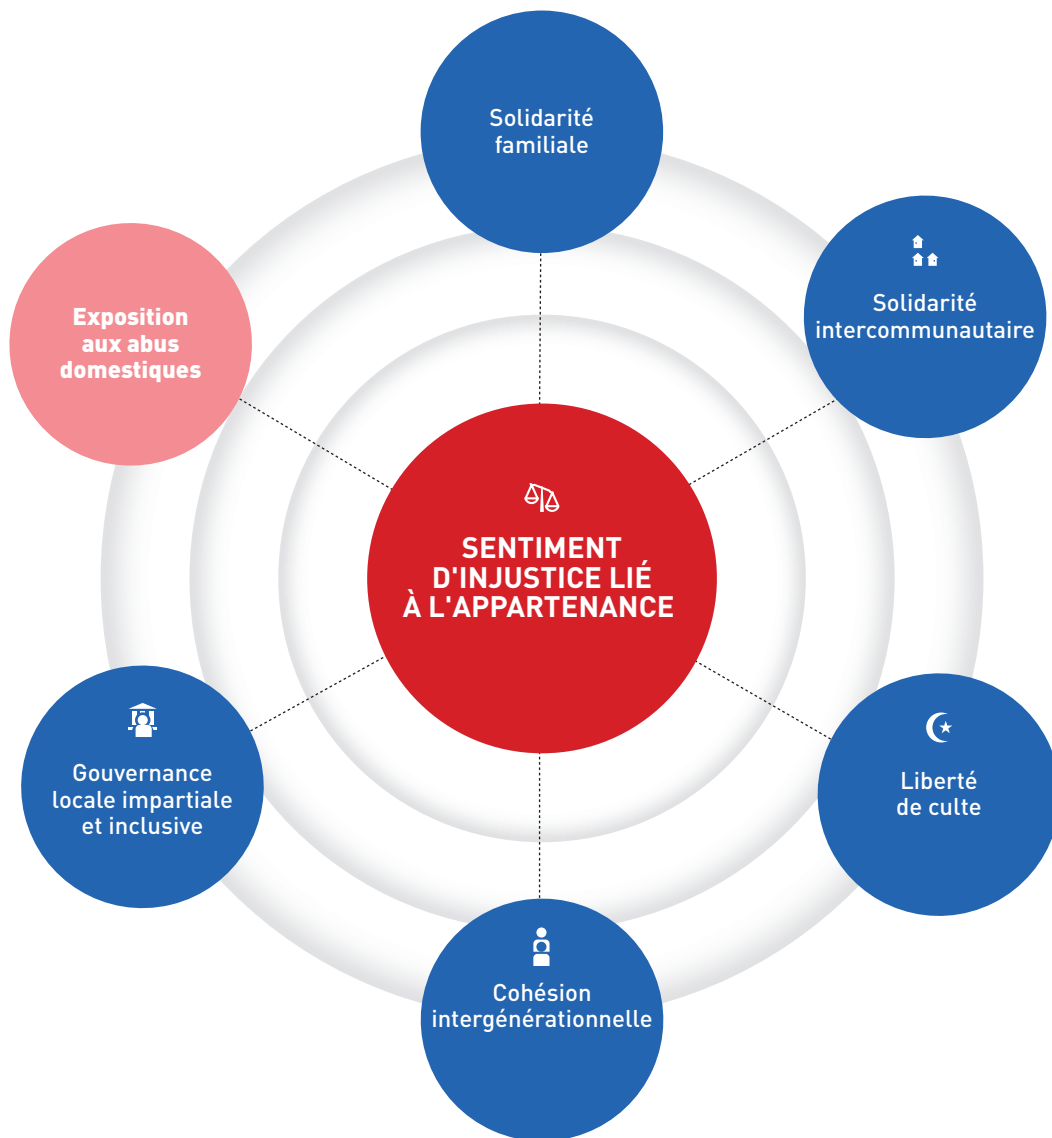 Solidarité
familiale
Solidarité
intercommunautaire
Exposition
aux abus
domestiques
SENTIMENT
D'INJUSTICE LIÉ
À L'APPARTENANCE
Gouvernance
locale impartiale
et inclusive
Liberté
de culte
Cohésion
intergénérationnelle